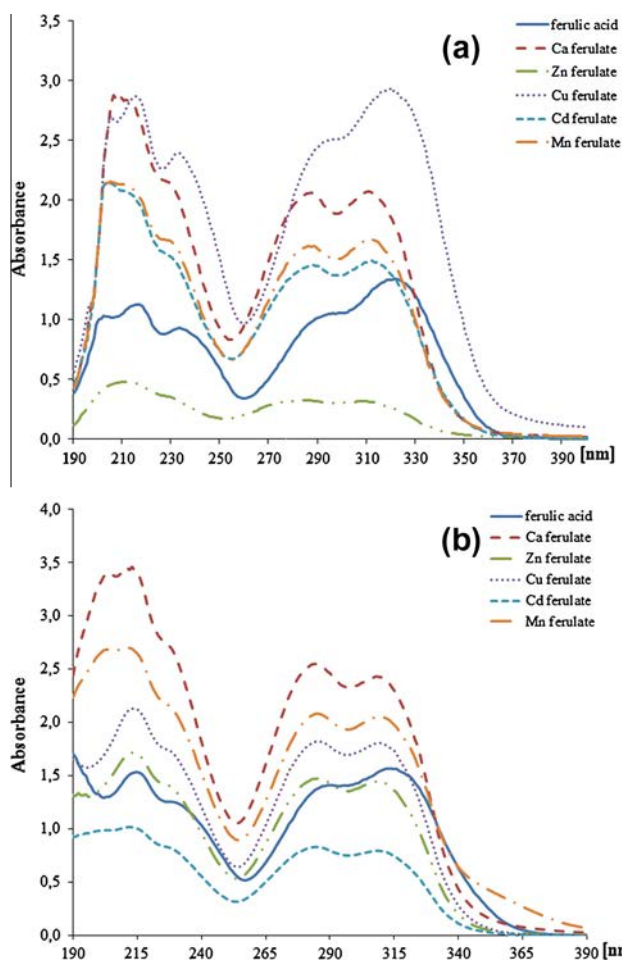 3,5
3,0
2,5
2,0
1,5
1,0
0,5
0,0
Absorbance
190 210 230 250 270 290 310 330 350 370 390 [nm]
(a)
ferulic acid
Ca ferulate
Zn ferulate
Cu ferulate
Cd ferulate
Mn ferulate
4,0
3,5
3,0
2,5
2,0
1,5
1,0
0,5
0,0
Absorbance
190 215 240 265 290 315 340 365 390 [nr
(b)
ferulic acid
Ca ferulate
Zn ferulate
Cu ferulate
Cd ferulate
Mn ferulate